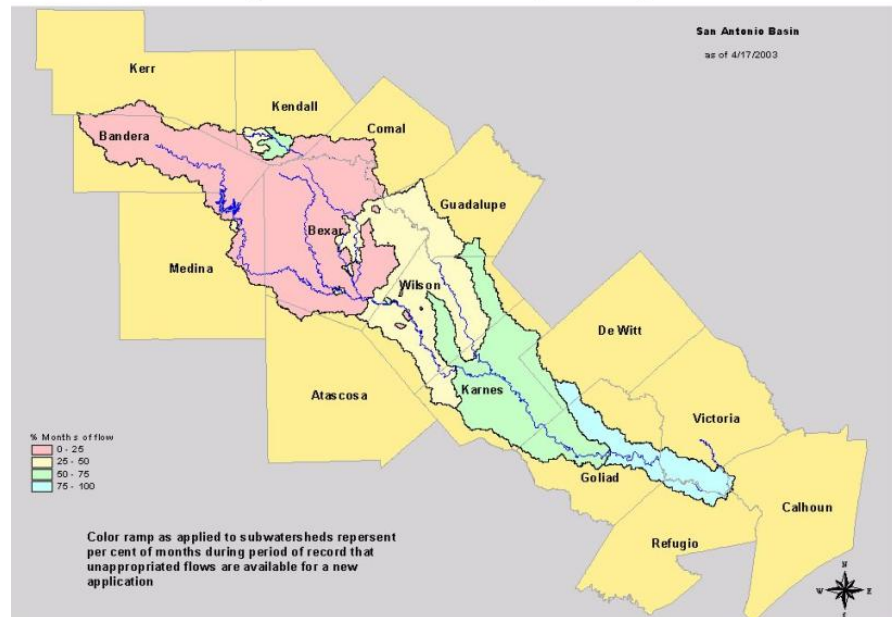 San Antonio Basin
as of 4/17/2003
Kerr
Kendall
Comal
Bandera
Guadalupe
Bexar
Medina
Wilson
De Witt
Atascosa
Karnes
Victoria
Goliad
Calhoun
Refugio
% Months of flow
0 - 25
25 - 50
50 - 75
75 - 100
Color ramp as applied to subwatersheds repersent
per cent of months during period of record that
unappropriated flows are available for a new
application
N
W E
S